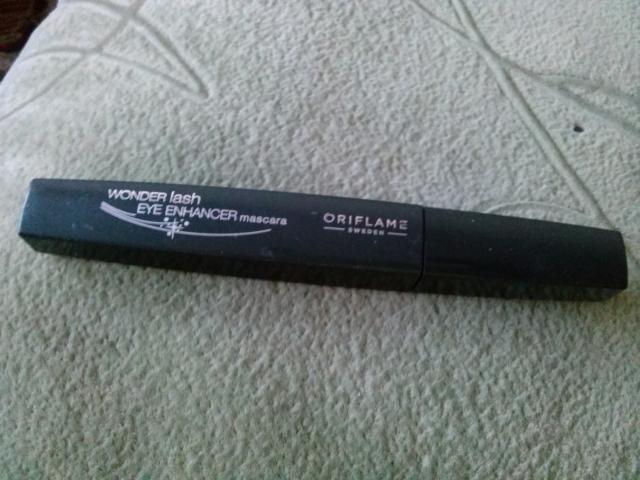 WONDER lash
EYE ENHANCER mascara
ORIFLAME
SWEDEN